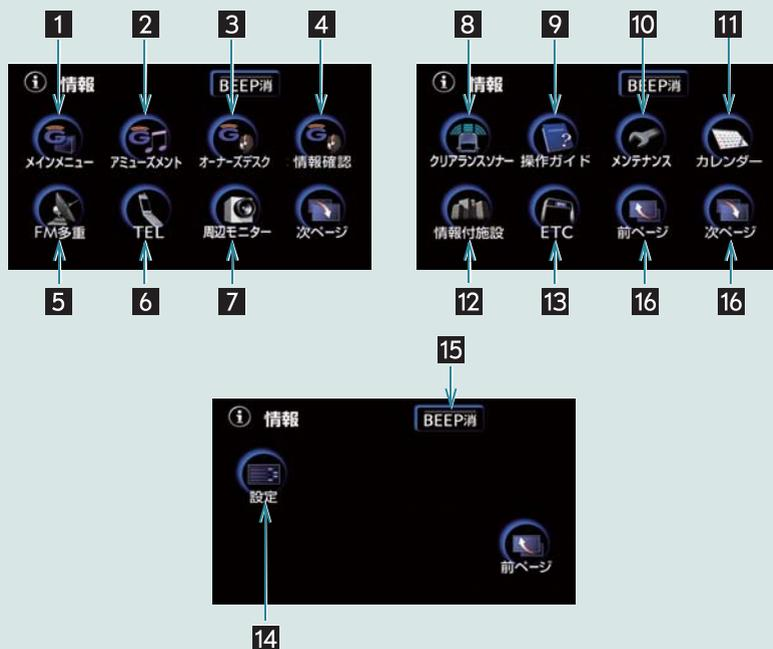 1 2 3 4
情報 BEEP消
メインメニュー アミューズメント オーナーズデスク 情報確認
FM多重 TEL 周辺モニター 次ページ
5 6 7
8 9 10 11
情報 BEEP消
クリアランスソナー 操作ガイド メンテナンス カレンダー
情報付施設 ETC 前ページ 次ページ
12 13 16 16
15
情報 BEEP消
設定
前ページ
14